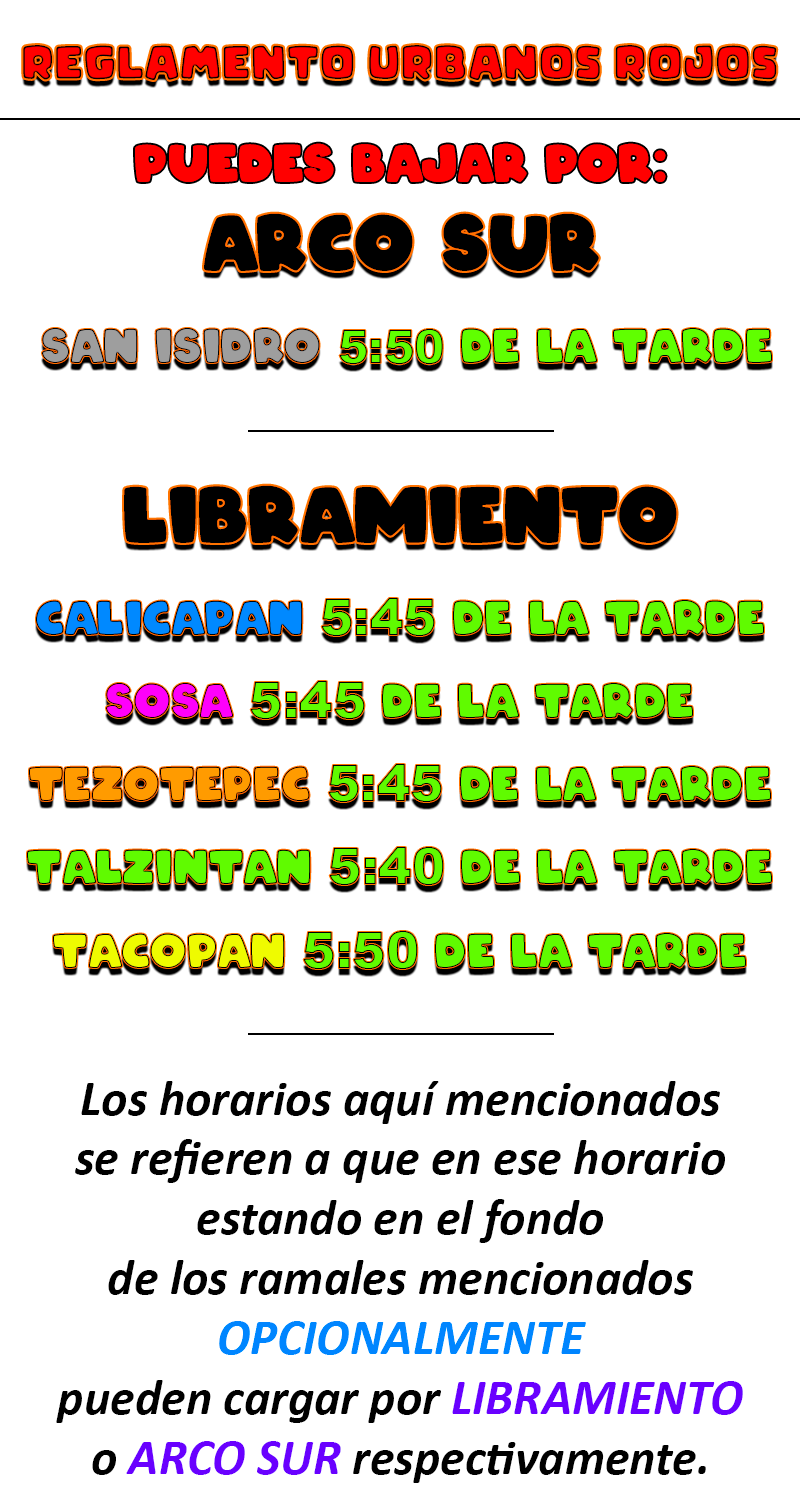 REGLAMENTO URBANOS ROJOS
PUEDES BAJAR POR:
ARCO SUR
SAN ISIDRO 5:50 DE LA TARDE
LIBRAMIENTO
CALICAPAN 5:45 DE LA TARDE
SOSA 5:45 DE LA TARDE
TEZOTEPEC 5:45 DE LA TARDE
TALZINTAN 5:40 DE LA TARDE
TACOPAN 5:50 DE LA TARDE
Los horarios aquí mencionados
se refieren a que en ese horario
estando en el fondo
de los ramales mencionados
OPCIONALMENTE
pueden cargar por LIBRAMIENTO
o ARCO SUR respectivamente.